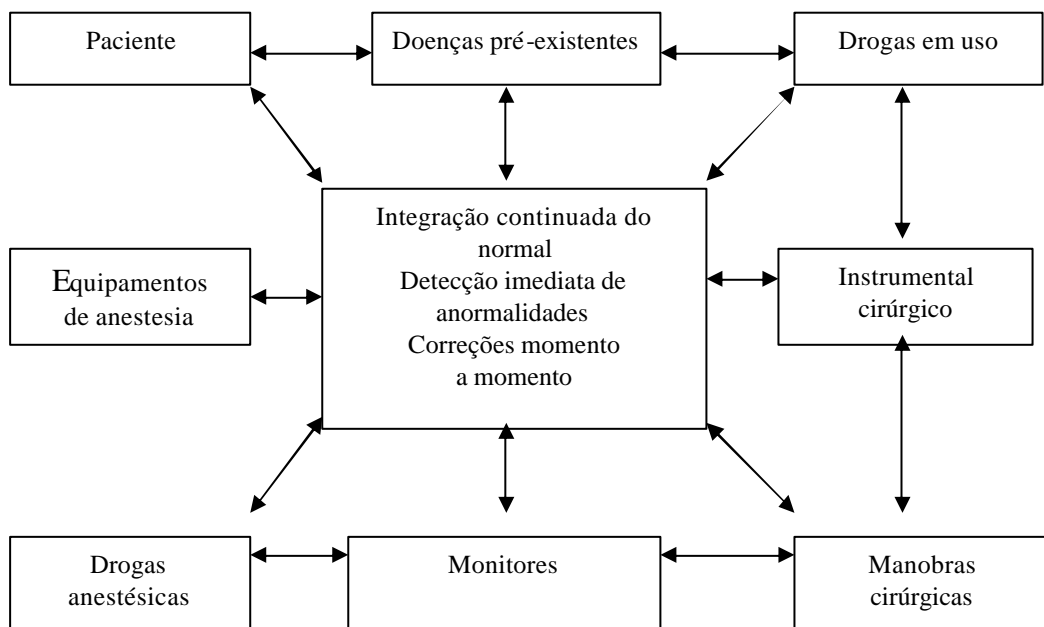 Paciente
Doenças pré-existentes
Drogas em uso
Integração continuada do
normal
Detecção imediata de
anormalidades
Correções momento
a momento
Equipamentos
de anestesia
Instrumental
cirúrgico
Drogas
anestésicas
Monitores
Manobras
cirúrgicas